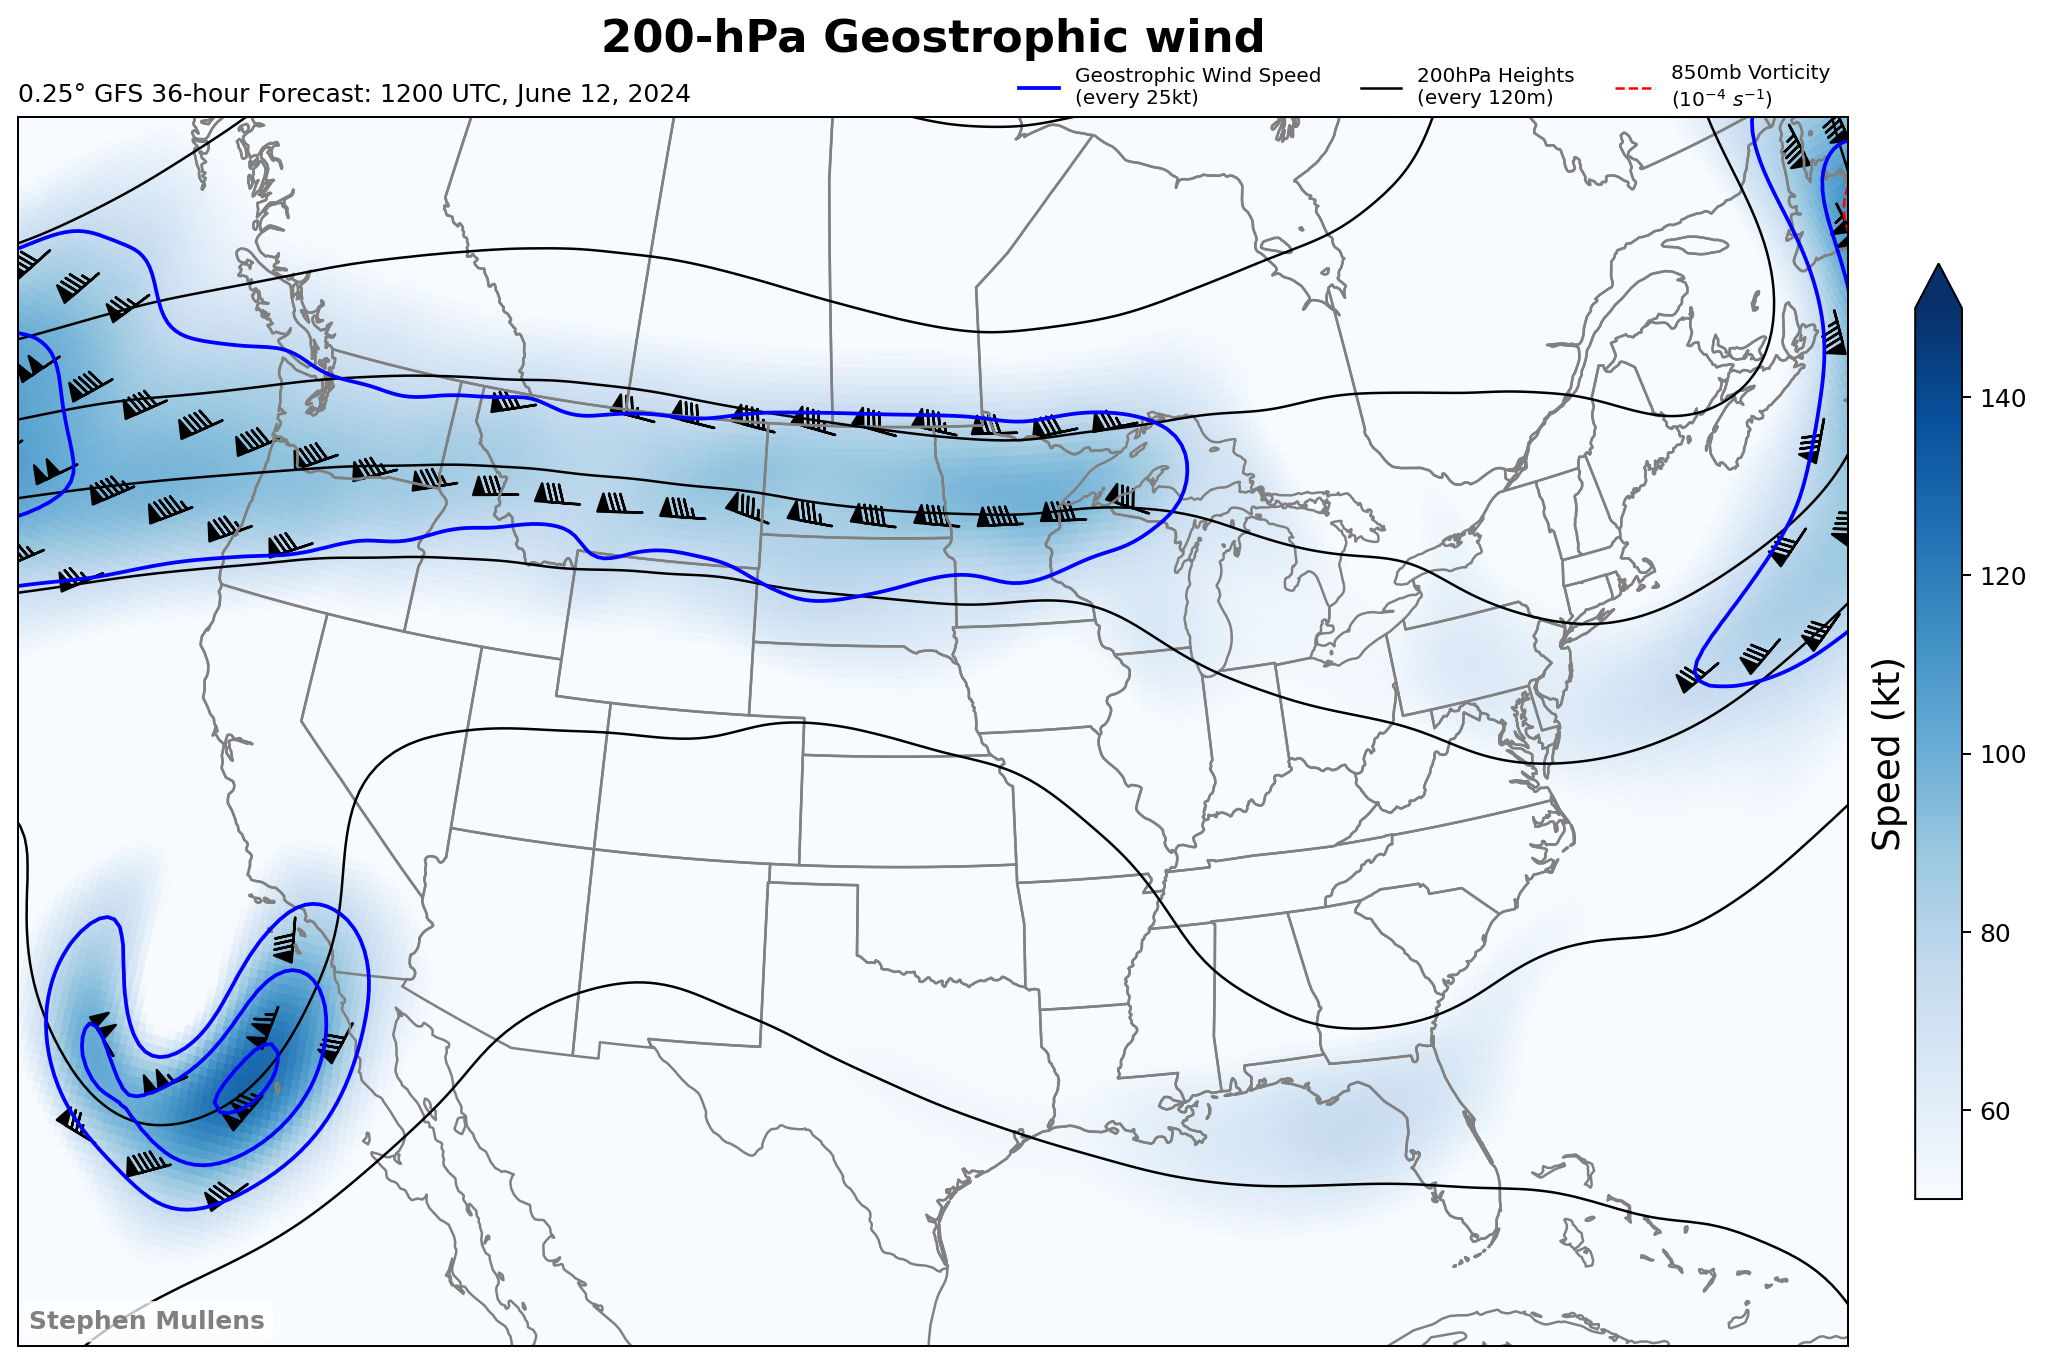 200-hPa Geostrophic wind
0.25° GFS 36-hour Forecast: 1200 UTC, June 12, 2024
Geostrophic Wind Speed
(every 25kt)
200hPa Heights
(every 120m)
850mb Vorticity
(10⁻⁴ s⁻¹)
140
120
100
80
60
Speed (kt)
Stephen Mullens